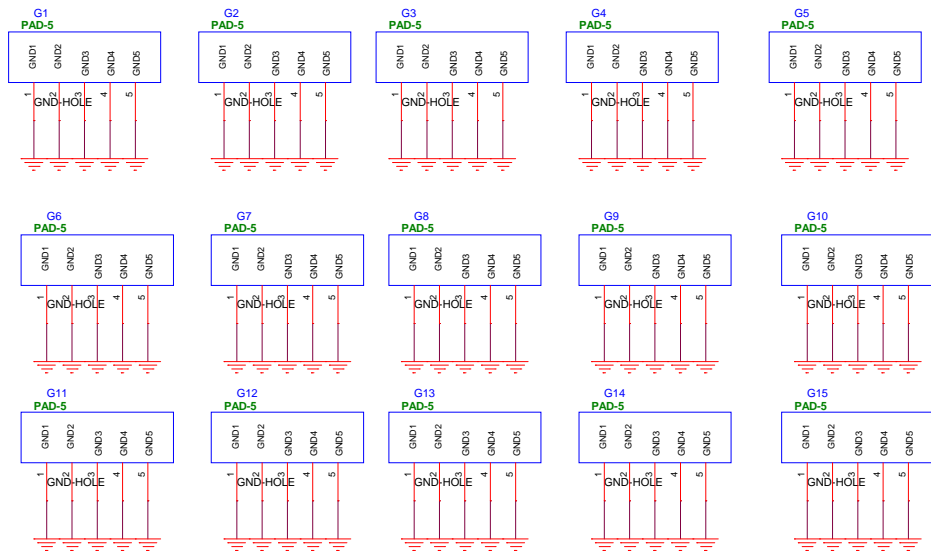 G1 G2 G3 G4 G5
PAD-5 PAD-5 PAD-5 PAD-5 PAD-5
GND1 GND2 GND3 GND4 GND5 GND1 GND2 GND3 GND4 GND5 GND1 GND2 GND3 GND4 GND5 GND1 GND2 GND3 GND4 GND5 GND1 GND2 GND3 GND4 GND5
1 2 3 4 5 1 2 3 4 5 1 2 3 4 5 1 2 3 4 5 1 2 3 4 5
GND-HOLE GND-HOLE GND-HOLE GND-HOLE GND-HOLE
G6 G7 G8 G9 G10
PAD-5 PAD-5 PAD-5 PAD-5 PAD-5
GND1 GND2 GND3 GND4 GND5 GND1 GND2 GND3 GND4 GND5 GND1 GND2 GND3 GND4 GND5 GND1 GND2 GND3 GND4 GND5 GND1 GND2 GND3 GND4 GND5
1 2 3 4 5 1 2 3 4 5 1 2 3 4 5 1 2 3 4 5 1 2 3 4 5
GND-HOLE GND-HOLE GND-HOLE GND-HOLE GND-HOLE
G11 G12 G13 G14 G15
PAD-5 PAD-5 PAD-5 PAD-5 PAD-5
GND1 GND2 GND3 GND4 GND5 GND1 GND2 GND3 GND4 GND5 GND1 GND2 GND3 GND4 GND5 GND1 GND2 GND3 GND4 GND5 GND1 GND2 GND3 GND4 GND5
1 2 3 4 5 1 2 3 4 5 1 2 3 4 5 1 2 3 4 5 1 2 3 4 5
GND-HOLE GND-HOLE GND-HOLE GND-HOLE GND-HOLE